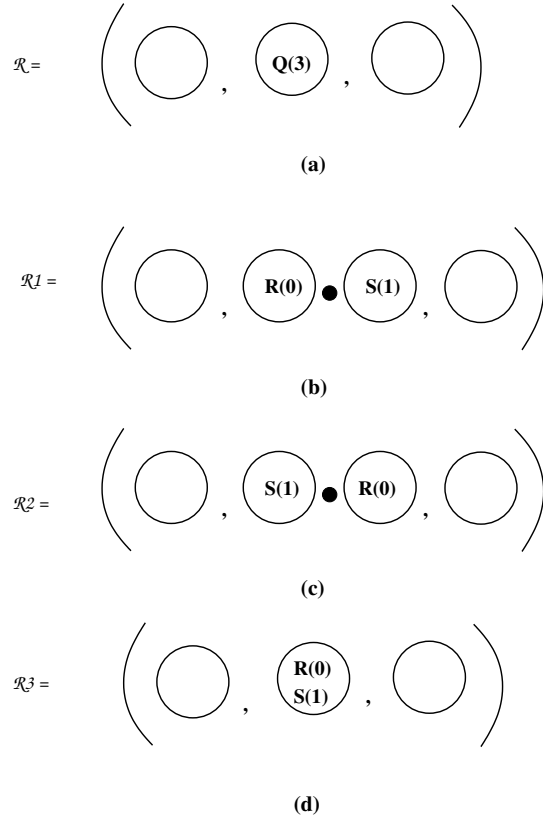 ℛ = ( , Q(3) , )
(a)
ℛ1 = ( , R(0) • S(1) , )
(b)
ℛ2 = ( , S(1) • R(0) , )
(c)
ℛ3 = ( , R(0) , )
S(1)
(d)